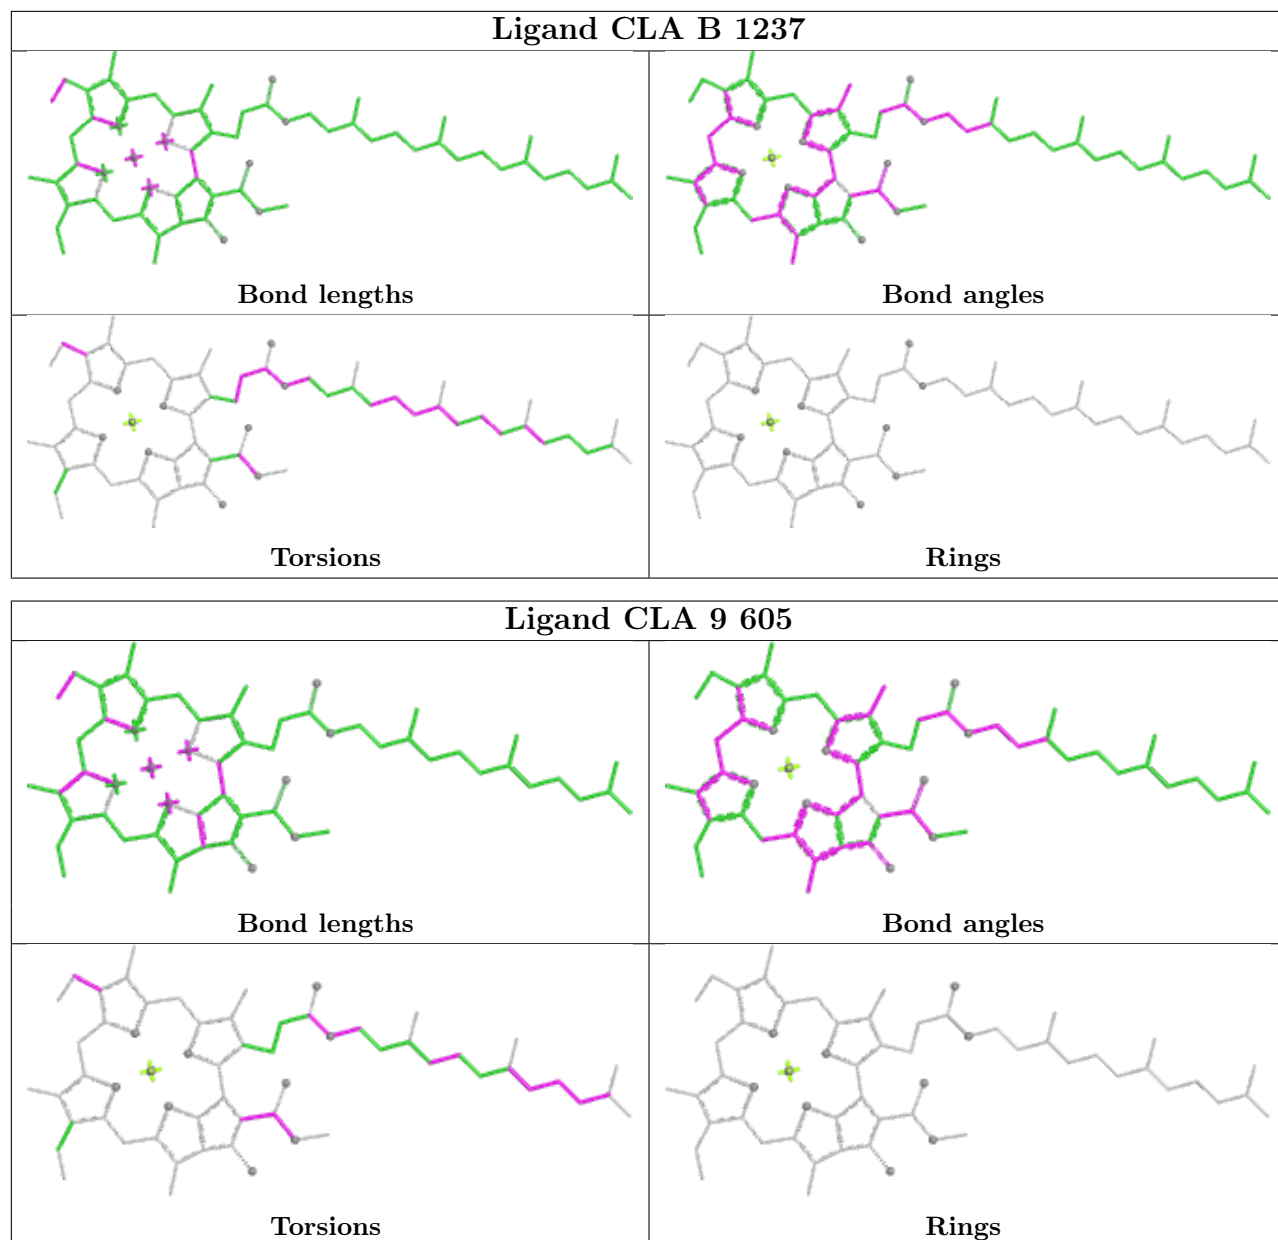 Ligand CLA B 1237
Bond lengths
Bond angles
Torsions
Rings
Ligand CLA 9 605
Bond lengths
Bond angles
Torsions
Rings